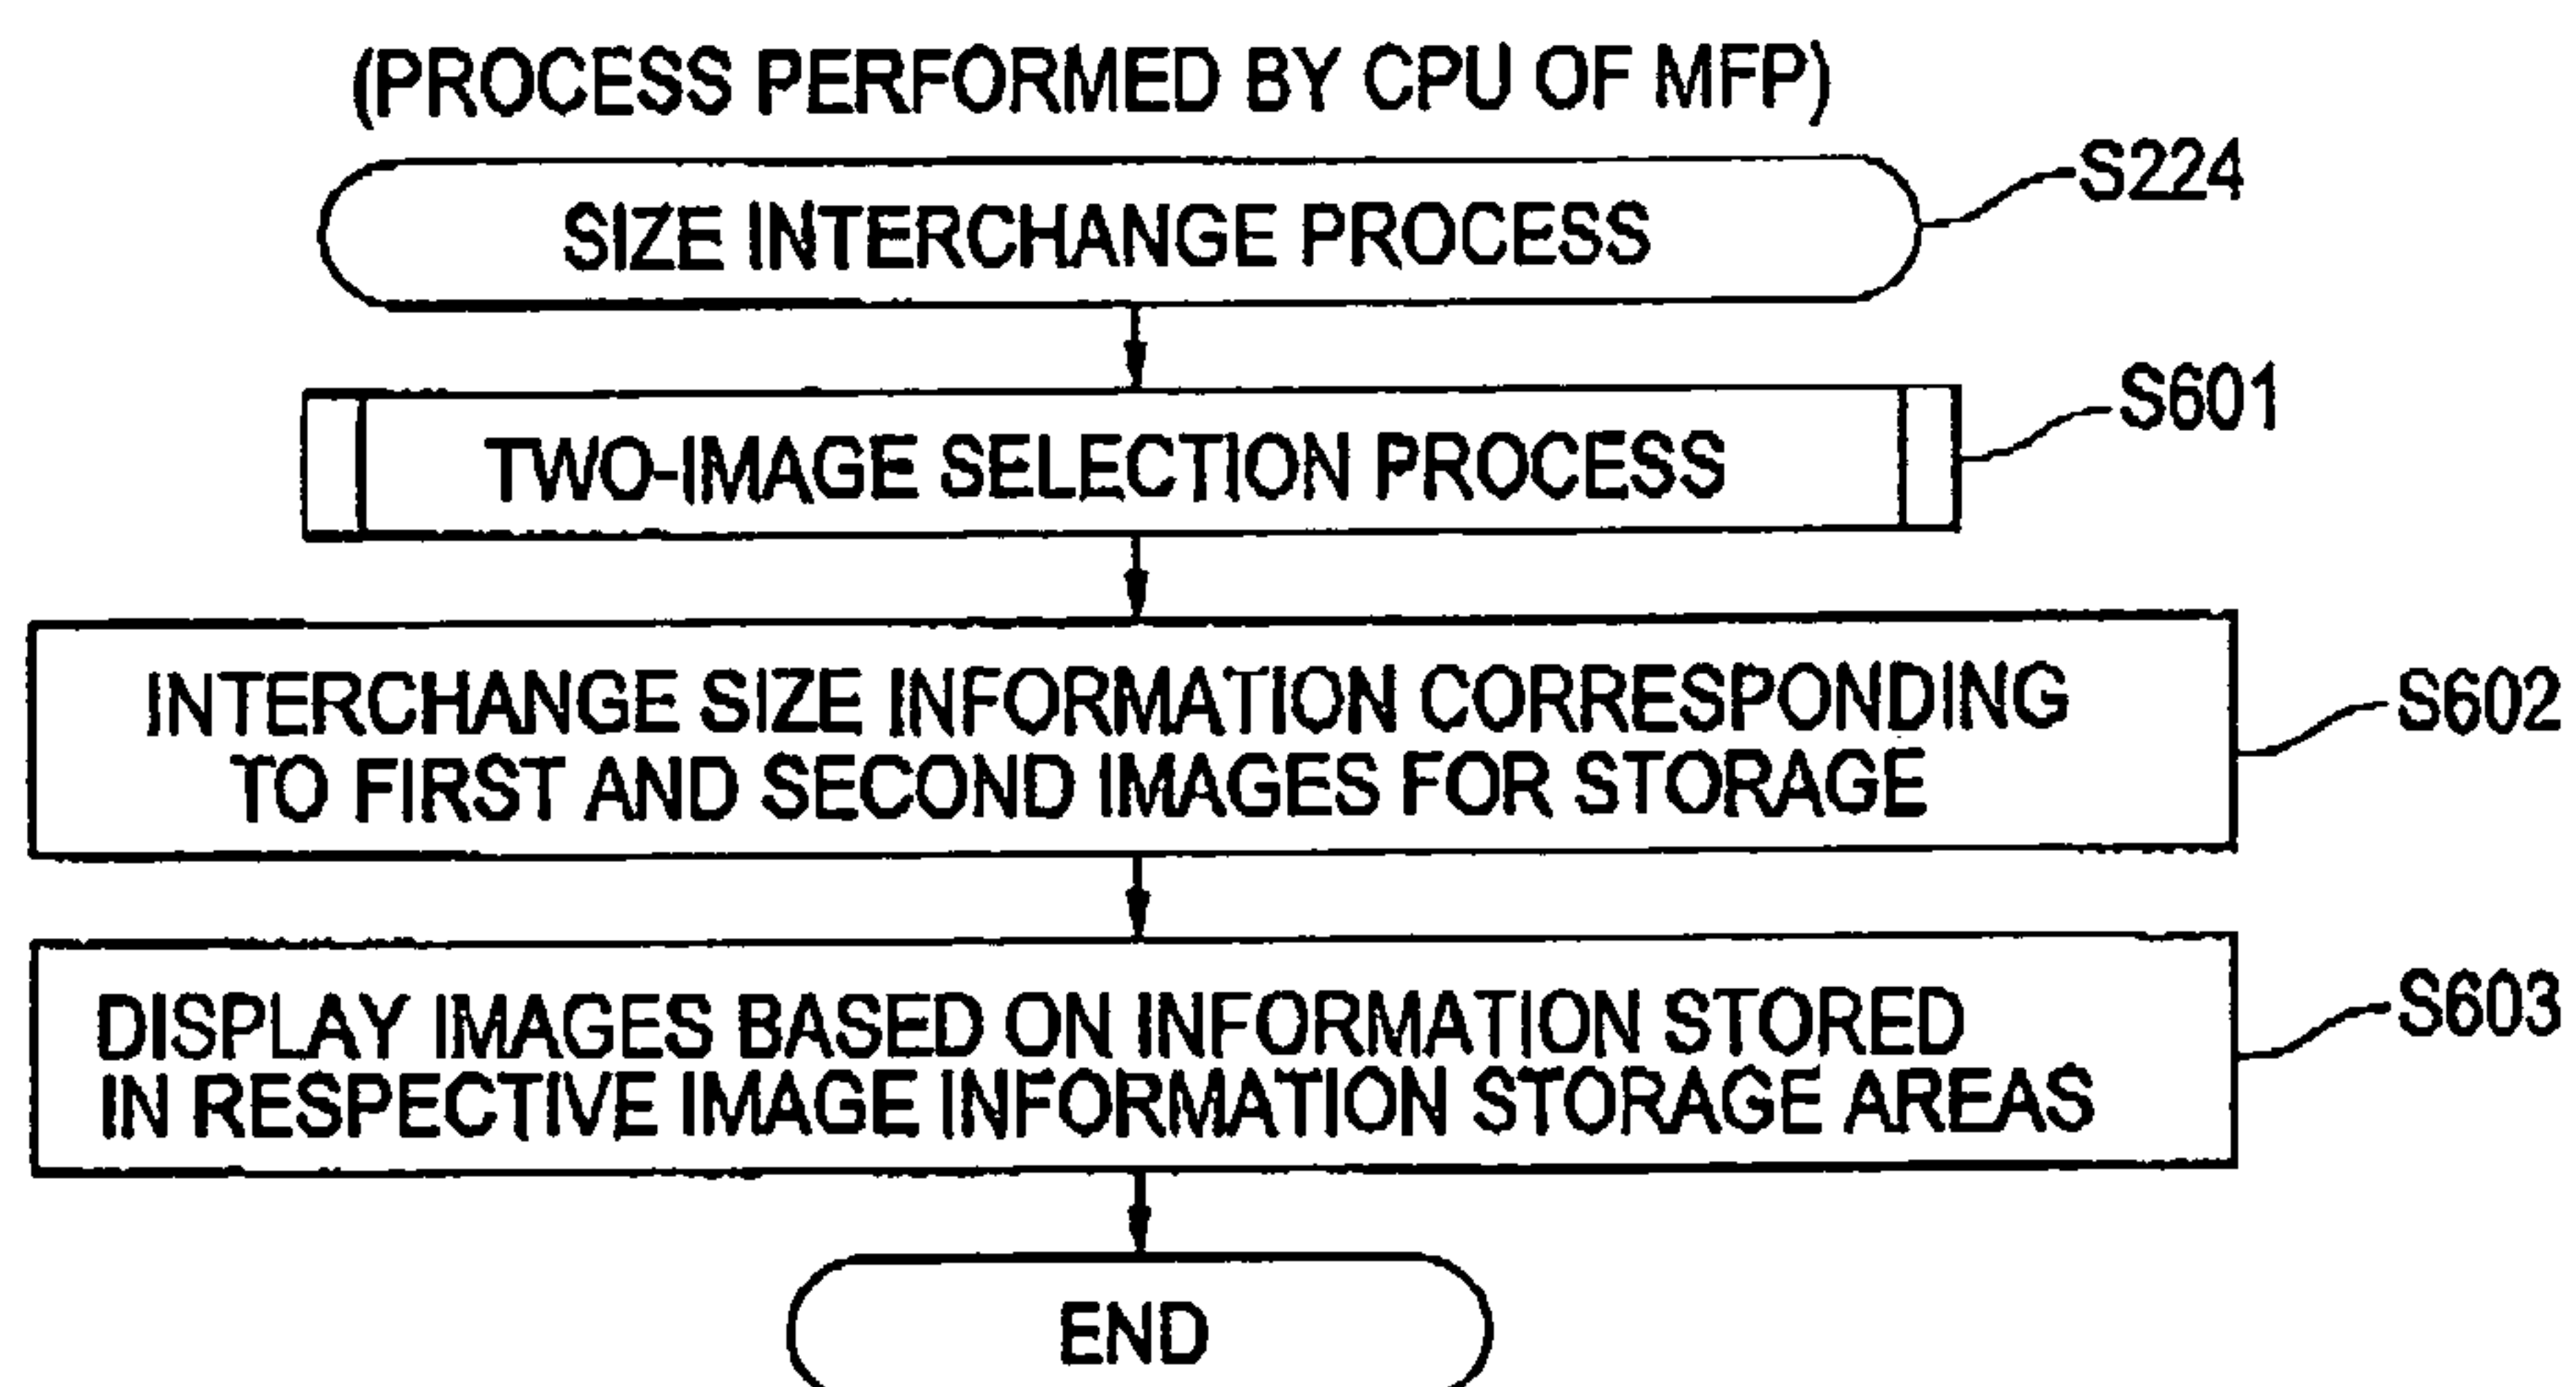 (PROCESS PERFORMED BY CPU OF MFP)
SIZE INTERCHANGE PROCESS
S224
TWO-IMAGE SELECTION PROCESS
S601
INTERCHANGE SIZE INFORMATION CORRESPONDING
TO FIRST AND SECOND IMAGES FOR STORAGE
S602
DISPLAY IMAGES BASED ON INFORMATION STORED
IN RESPECTIVE IMAGE INFORMATION STORAGE AREAS
S603
END